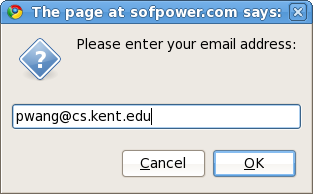 The page at sofpower.com says:
Please enter your email address:
pwang@cs.kent.edu
Cancel OK